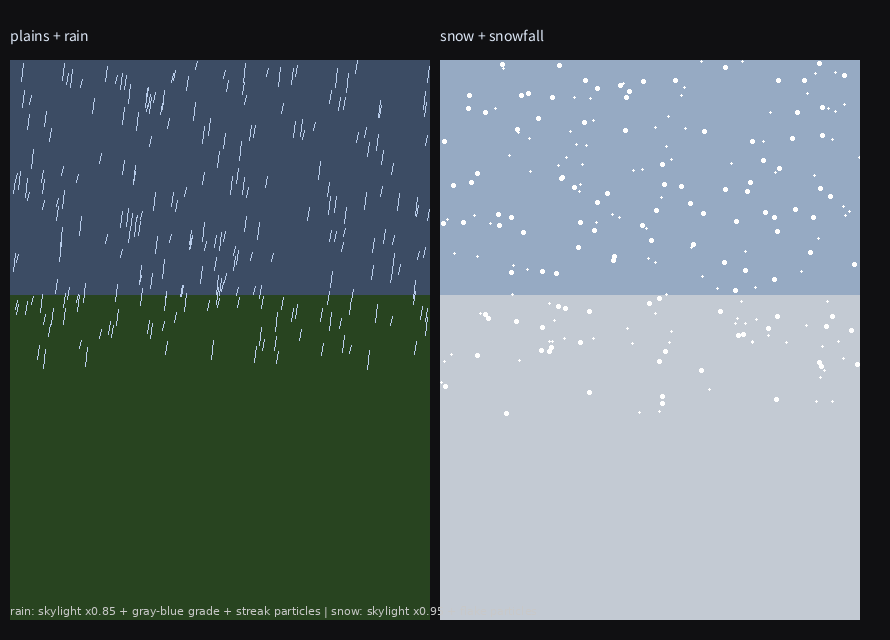 plains + rain
snow + snowfall
rain: skylight x0.85 + gray-blue grade + streak particles | snow: skylight x0.95